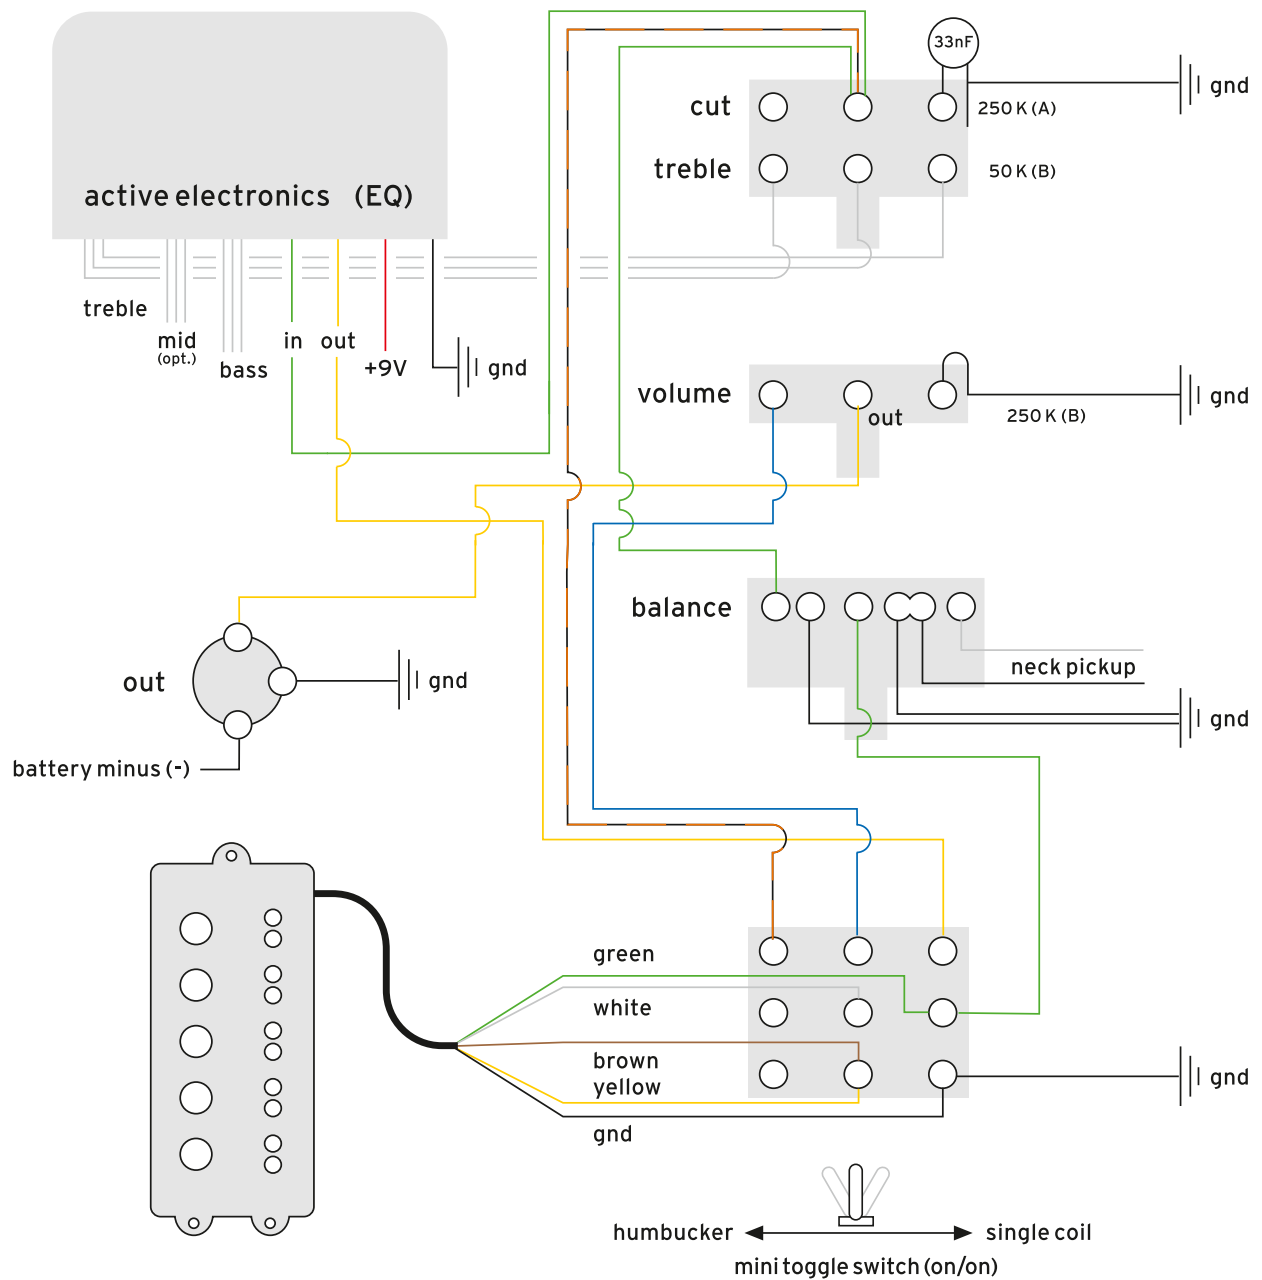 33nF
gnd
cut
250 K (A)
treble
50 K (B)
active electronics (EQ)
treble
mid
(opt.)
bass
in
out
+9V
gnd
volume
out
250 K (B)
gnd
balance
neck pickup
gnd
out
gnd
battery minus (-)
green
white
brown
yellow
gnd
gnd
humbucker
single coil
mini toggle switch (on/on)